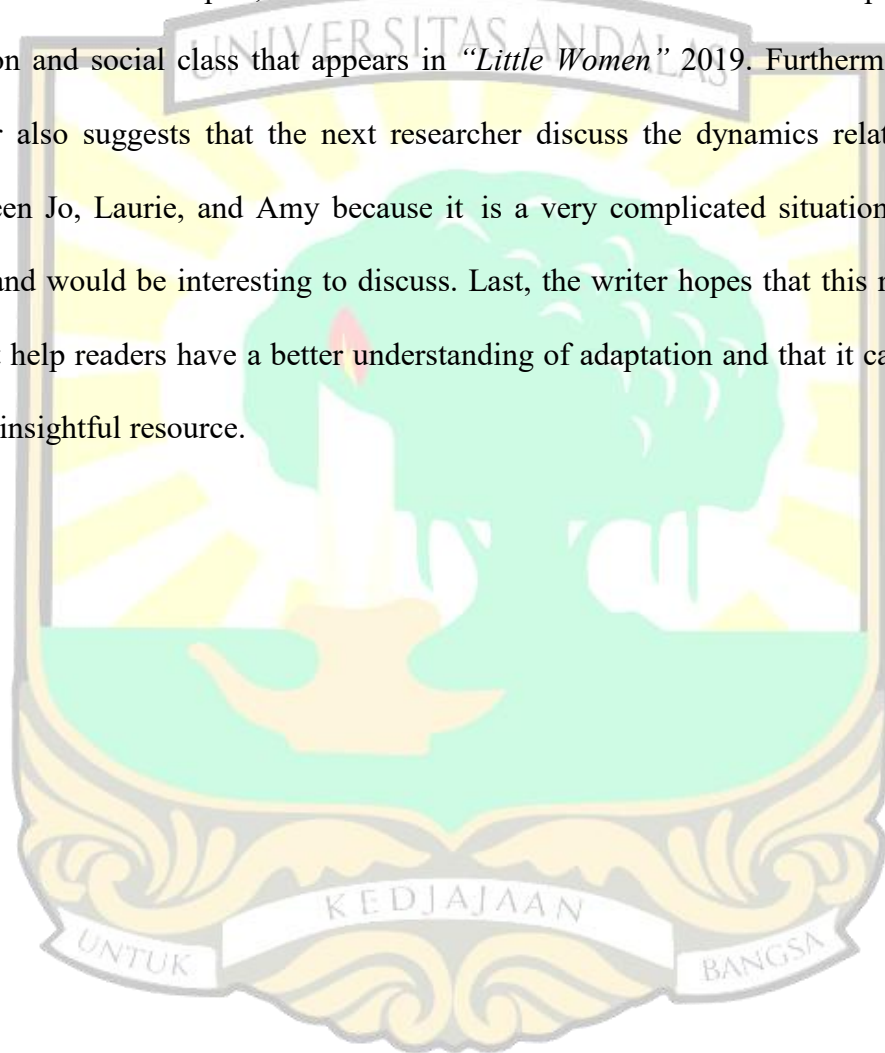 UNIVERSITAS ANDALAS
on and social class that appears in “Little Women” 2019. Furtherm
also suggests that the next researcher discuss the dynamics relat
een Jo, Laurie, and Amy because it is a very complicated situation
and would be interesting to discuss. Last, the writer hopes that this
help readers have a better understanding of adaptation and that it ca
insightful resource.
UNTUK KEDJAJAAN BANGSA